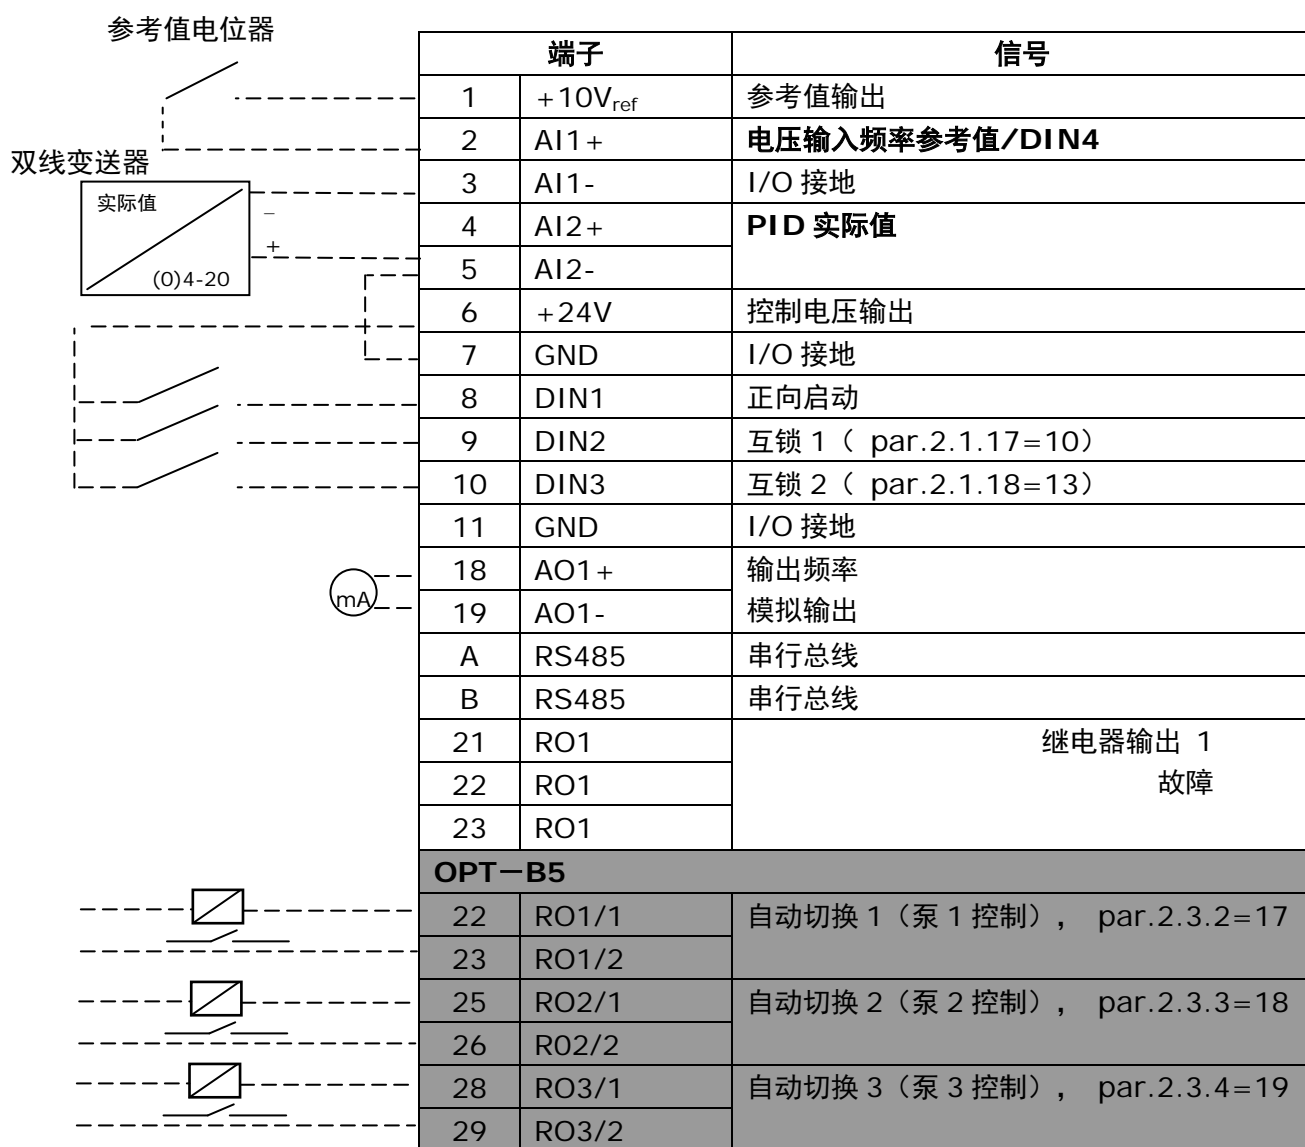 参考值电位器
端子 信号
1 +10Vref 参考值输出
2 AI1+ 电压输入频率参考值/DIN4
双线变送器
3 AI1- I/O 接地
实际值
−
4 AI2+ PID 实际值
+
(0)4-20
5 AI2-
6 +24V 控制电压输出
7 GND I/O 接地
8 DIN1 正向启动
9 DIN2 互锁 1（ par.2.1.17=10）
10 DIN3 互锁 2（ par.2.1.18=13）
11 GND I/O 接地
18 AO1+ 输出频率
mA
19 AO1- 模拟输出
A RS485 串行总线
B RS485 串行总线
21 RO1 继电器输出 1
22 RO1 故障
23 RO1
OPT－B5
22 RO1/1 自动切换 1（泵 1 控制）， par.2.3.2=17
23 RO1/2
25 RO2/1 自动切换 2（泵 2 控制）， par.2.3.3=18
26 R02/2
28 RO3/1 自动切换 3（泵 3 控制）， par.2.3.4=19
29 RO3/2